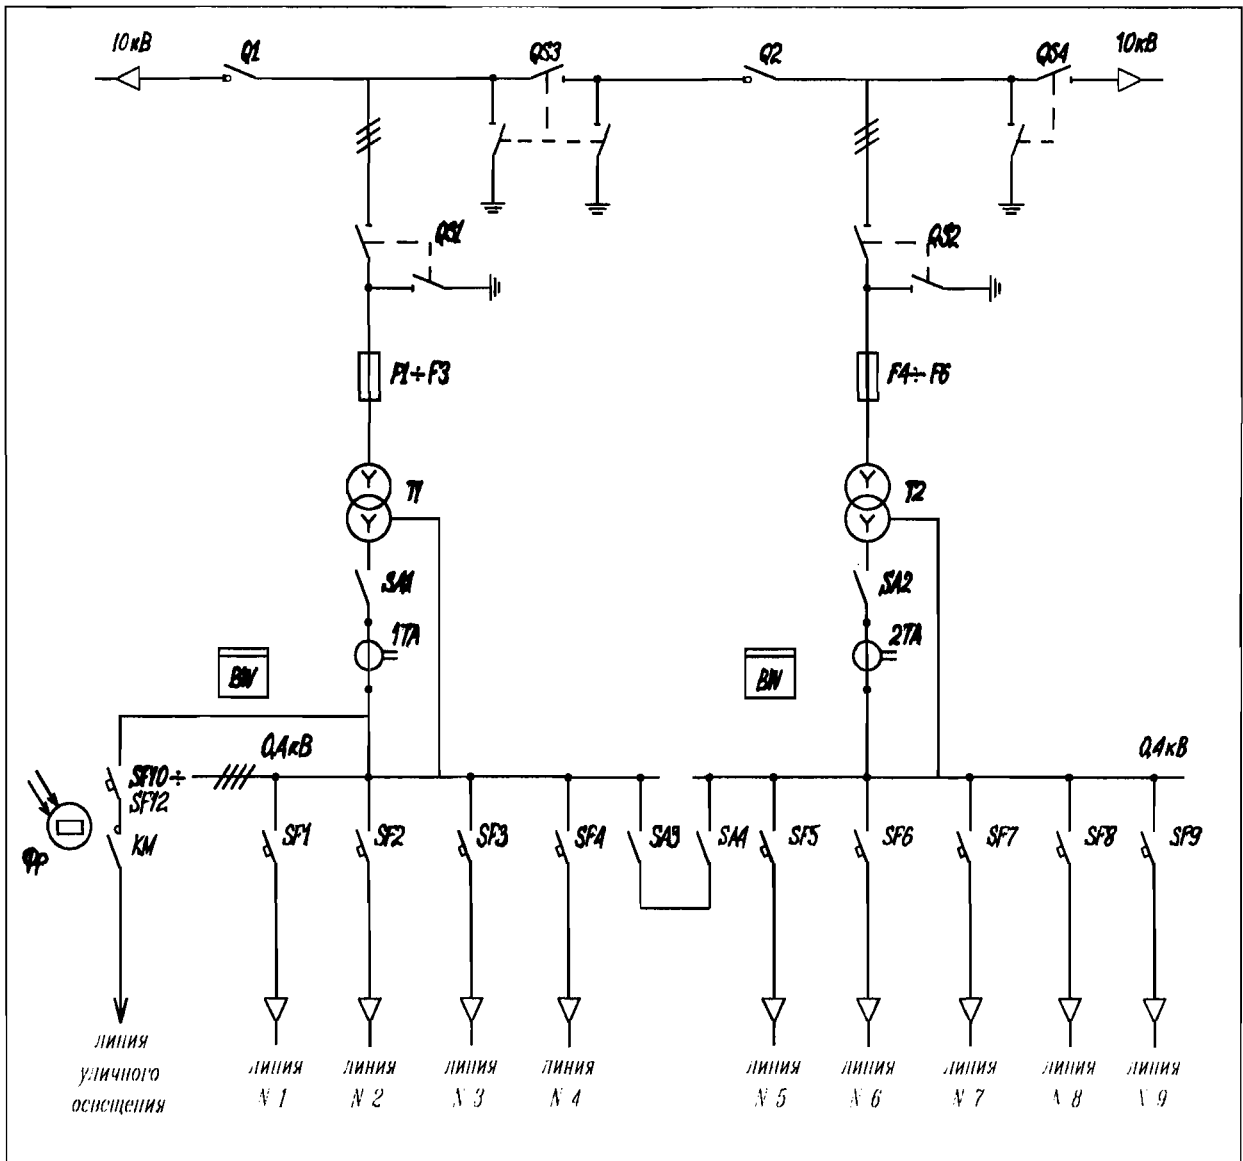 10кВ
Q1
QS3
Q2
QS4
10кВ
QS1
QS2
F1÷F3
F4÷F6
T1
T2
SA1
SA2
1TA
2TA
BW
BW
0,4кВ
0,4кВ
SF10÷
SF12
KM
Фр
SF1
SF2
SF3
SF4
SA3
SA4
SF5
SF6
SF7
SF8
SF9
линия
уличного
освещения
линия
N 1
линия
N 2
линия
N 3
линия
N 4
линия
N 5
линия
N 6
линия
N 7
линия
N 8
линия
N 9